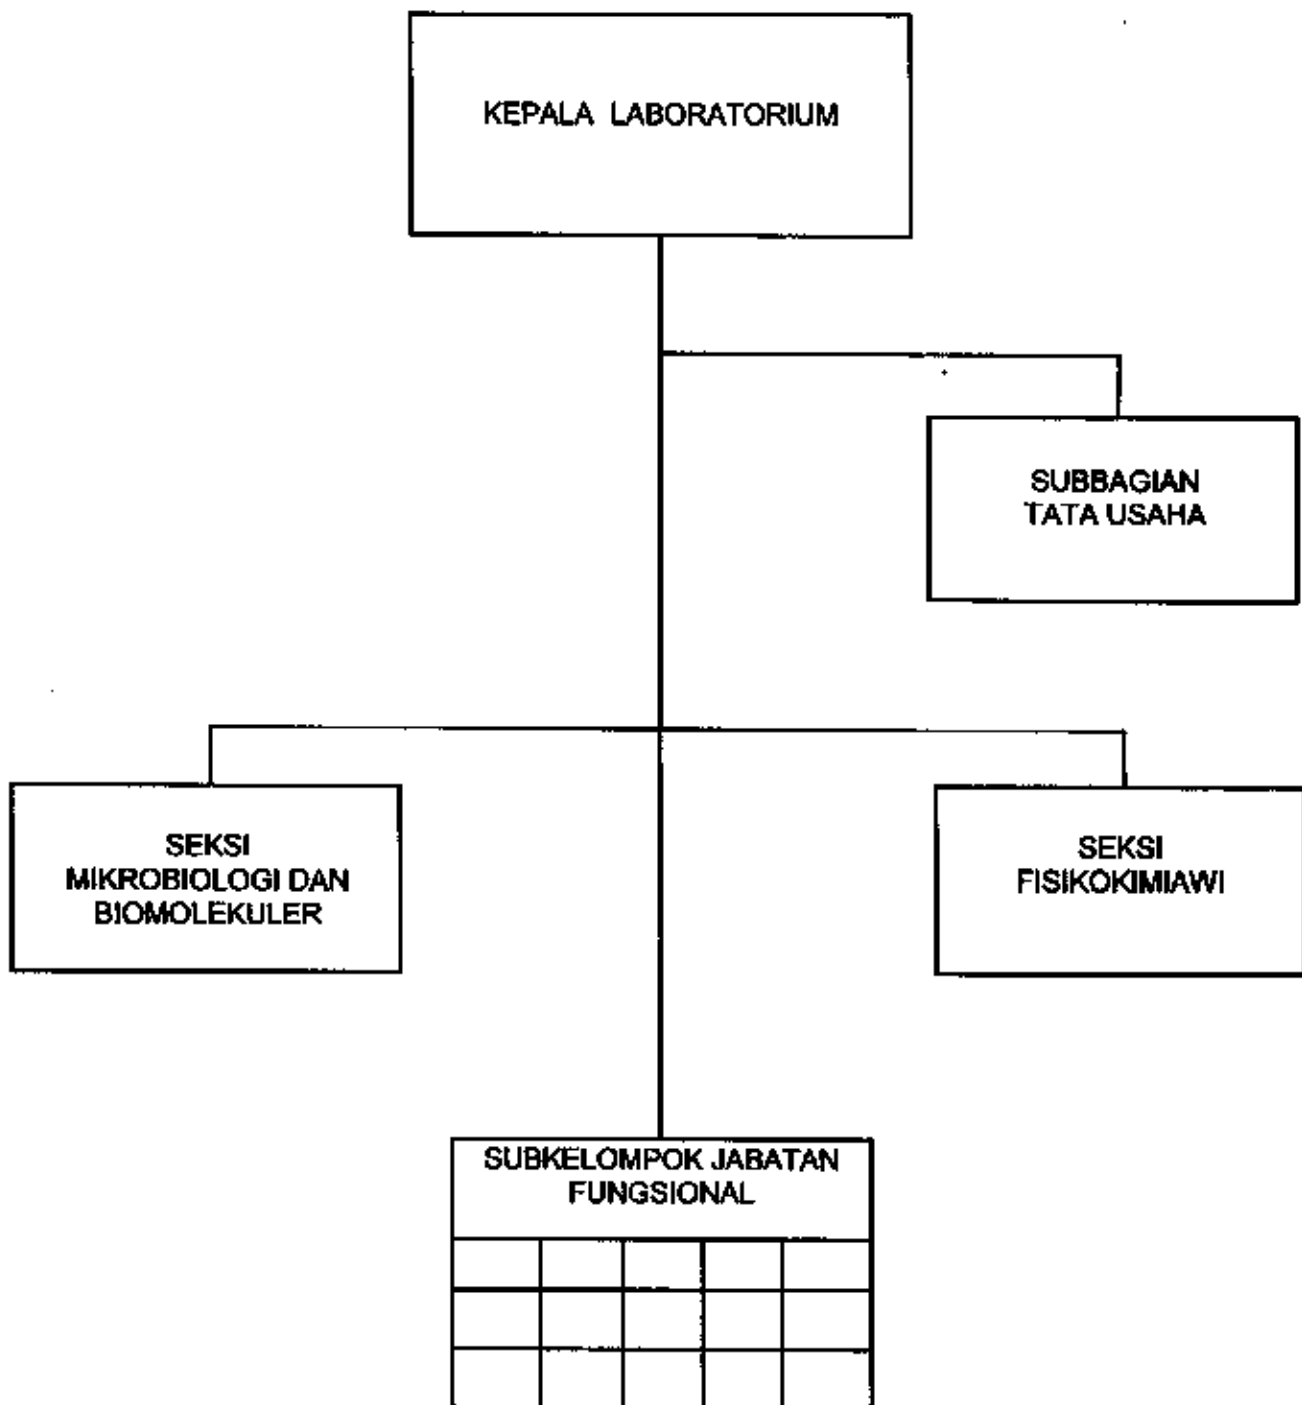 KEPALA LABORATORIUM
SUBBAGIAN
TATA USAHA
SEKSI
MIKROBIOLOGI DAN
BIOMOLEKULER
SEKSI
FISIKOKIMIAWI
SUBKELOMPOK JABATAN
FUNGSIONAL